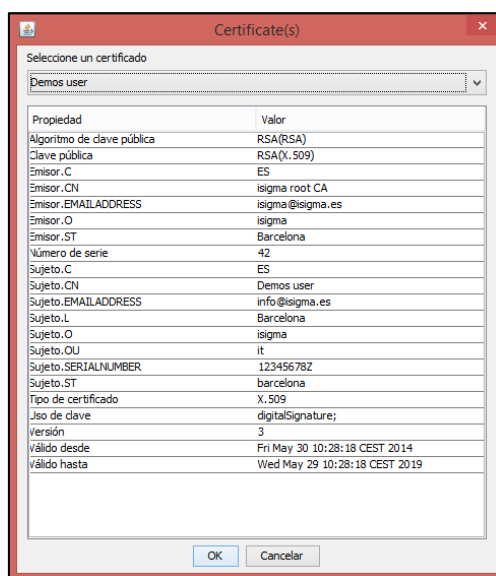 Certificate(s)
Seleccione un certificado
Demos user
Propiedad Valor
Algoritmo de clave pública RSA(RSA)
Clave pública RSA(X.509)
Emisor.C ES
Emisor.CN isigma root CA
Emisor.EMAILADDRESS isigma@isigma.es
Emisor.O isigma
Emisor.ST Barcelona
Número de serie 42
Sujeto.C ES
Sujeto.CN Demos user
Sujeto.EMAILADDRESS info@isigma.es
Sujeto.L Barcelona
Sujeto.O isigma
Sujeto.OU it
Sujeto.SERIALNUMBER 12345678Z
Sujeto.ST barcelona
Tipo de certificado X.509
Uso de clave digitalSignature;
Versión 3
Válido desde Fri May 30 10:28:18 CEST 2014
Válido hasta Wed May 29 10:28:18 CEST 2019
OK Cancelar